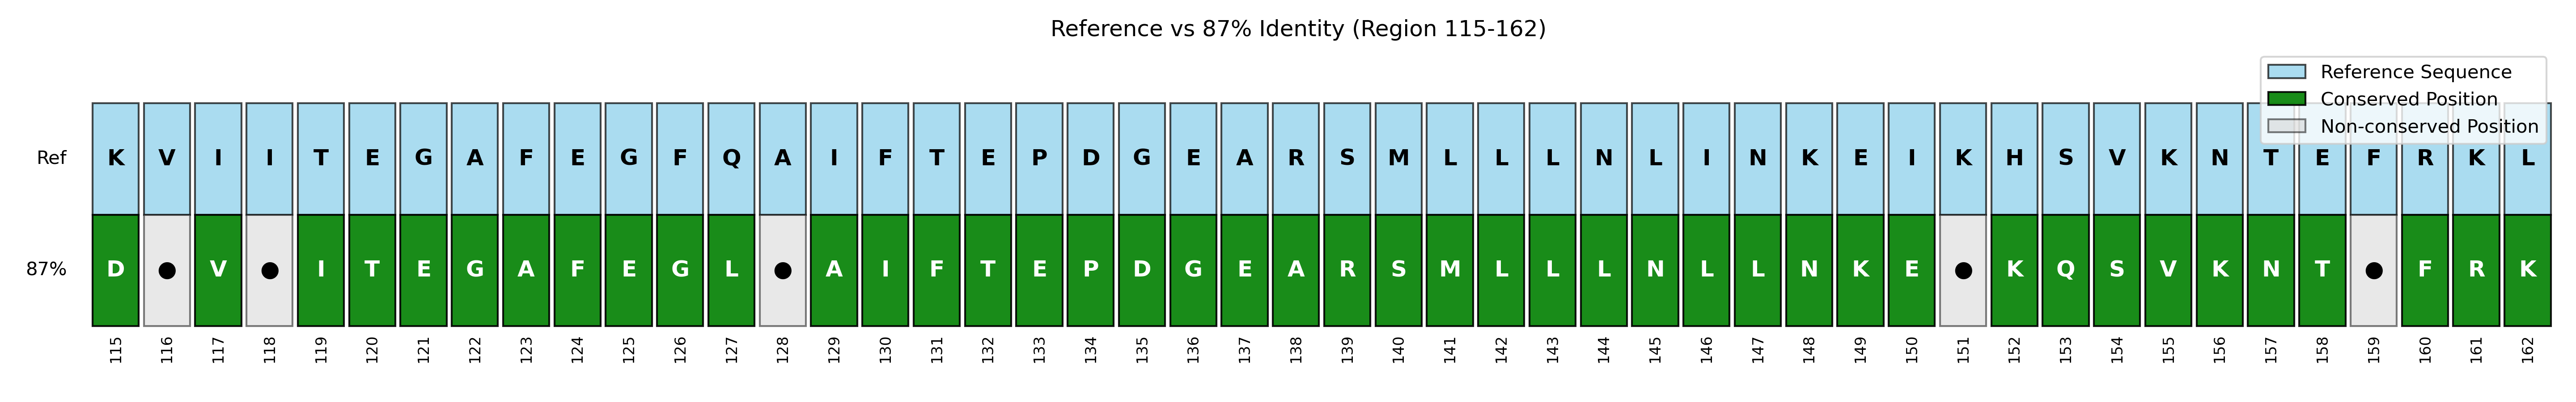 Reference vs 87% Identity (Region 115-162)
Reference Sequence
Conserved Position
Non-conserved Position
Ref K V I I T E G A F E G F Q A I F T E P D G E A R S M L L L N L I N K E I K H S V K N T E F R K L
87% D ● V ● I T E G A F E G L ● A I F T E P D G E A R S M L L L N L L N K E ● K Q S V K N T ● F R K
115 116 117 118 119 120 121 122 123 124 125 126 127 128 129 130 131 132 133 134 135 136 137 138 139 140 141 142 143 144 145 146 147 148 149 150 151 152 153 154 155 156 157 158 159 160 161 162